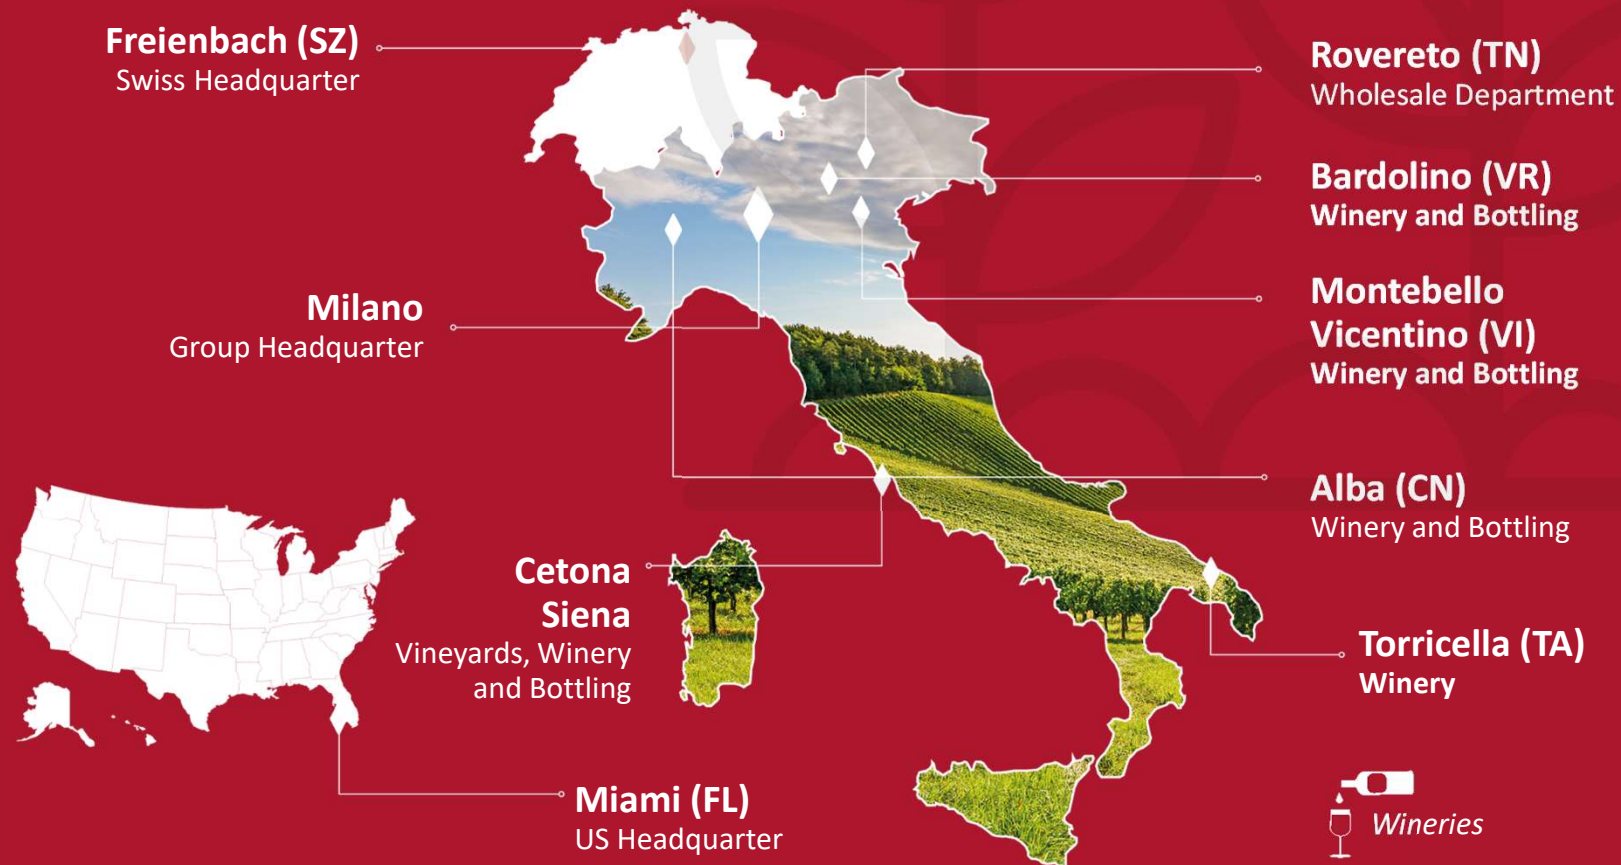 Freienbach (SZ)
Swiss Headquarter
Milano
Group Headquarter
Cetona
Siena
Vineyards, Winery
and Bottling
Miami (FL)
US Headquarter
Rovereto (TN)
Wholesale Department
Bardolino (VR)
Winery and Bottling
Montebello
Vicentino (VI)
Winery and Bottling
Alba (CN)
Winery and Bottling
Torricella (TA)
Winery
Wineries